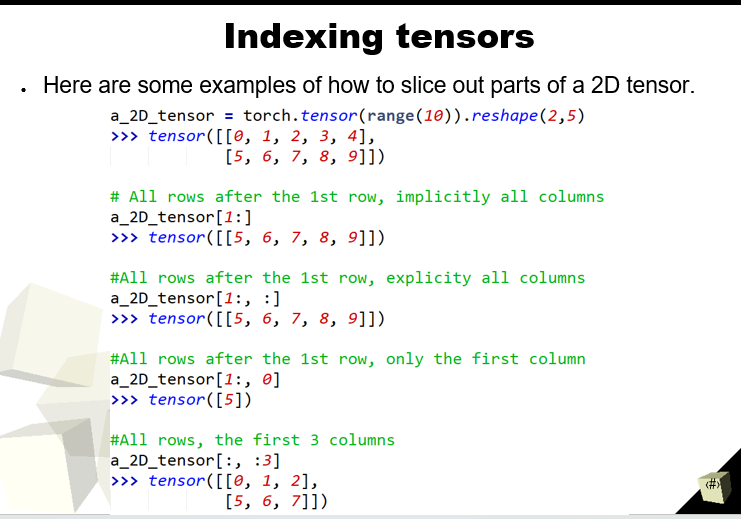 Indexing tensors
• Here are some examples of how to slice out parts of a 2D tensor.
a_2D_tensor = torch.tensor(range(10)).reshape(2,5)
>>> tensor([[0, 1, 2, 3, 4],
            [5, 6, 7, 8, 9]])
# All rows after the 1st row, implicitly all columns
a_2D_tensor[1:]
>>> tensor([[5, 6, 7, 8, 9]])
#All rows after the 1st row, explicity all columns
a_2D_tensor[1:, :]
>>> tensor([[5, 6, 7, 8, 9]])
#All rows after the 1st row, only the first column
a_2D_tensor[1:, 0]
>>> tensor([5])
#All rows, the first 3 columns
a_2D_tensor[:, :3]
>>> tensor([[0, 1, 2],
            [5, 6, 7]])
‹#›